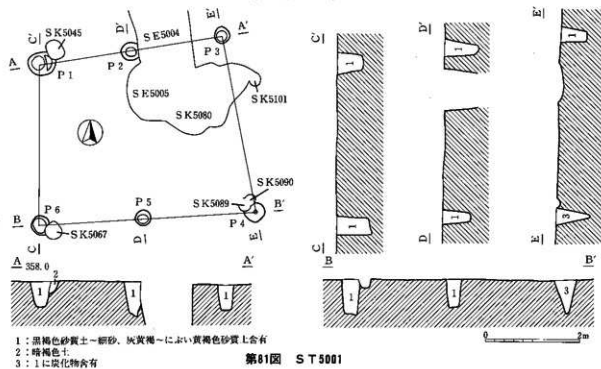 C'
SK5045
D'
SE5004
E'
A
A'
P1
P2
P3
SE5005
SK5101
SK5080
SK5090
SK5089
P6
P5
P4
B
B'
SK5067
C
D
E
C'
D'
E'
1
1
1
1
1
3
C
D
E
A
358.0
2
A'
1
1
1
B
B'
1
1
3
1:黒褐色砂質土~細砂、灰黄褐~にぶい黄褐色砂質土含有
2:暗褐色土
3:1に炭化物含有
0
2m
第81図 ST5001